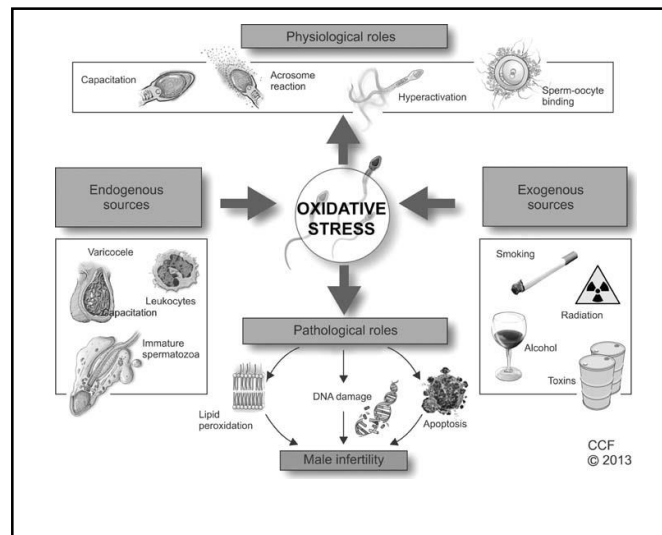 Physiological roles
Capacitation
Acrosome
reaction
Hyperactivation
Sperm-oocyte
binding
Endogenous
sources
OXIDATIVE
STRESS
Exogenous
sources
Varicocele
Leukocytes
Capacitation
Immature
spermatozoa
Smoking
Radiation
Alcohol
Toxins
Pathological roles
Lipid
peroxidation
DNA damage
Apoptosis
Male infertility
CCF
© 2013